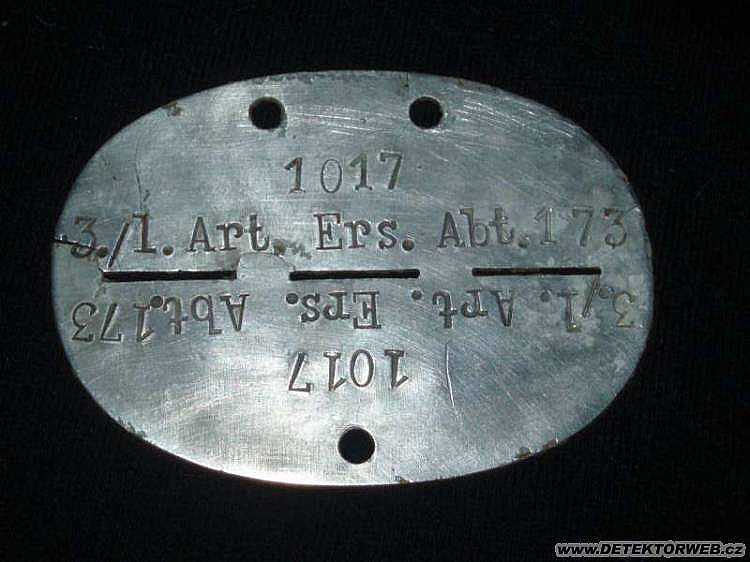 1017
3./1. Art. Ers. Abt. 173
3./1. Art. Ers. Abt. 173
1017
www.DETEKTORWEB.cz